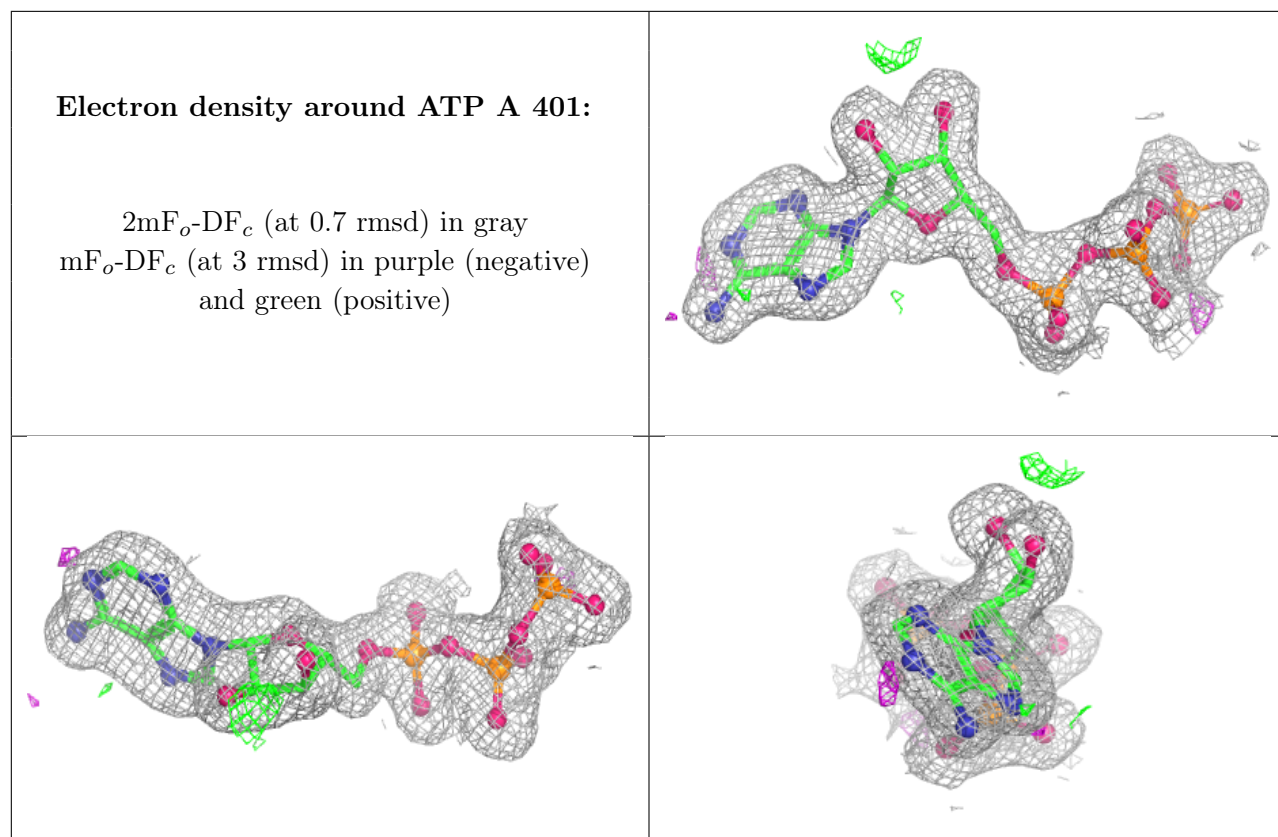 Electron density around ATP A 401:
2mFₒ-DF𝒸 (at 0.7 rmsd) in gray
mFₒ-DF𝒸 (at 3 rmsd) in purple (negative)
and green (positive)